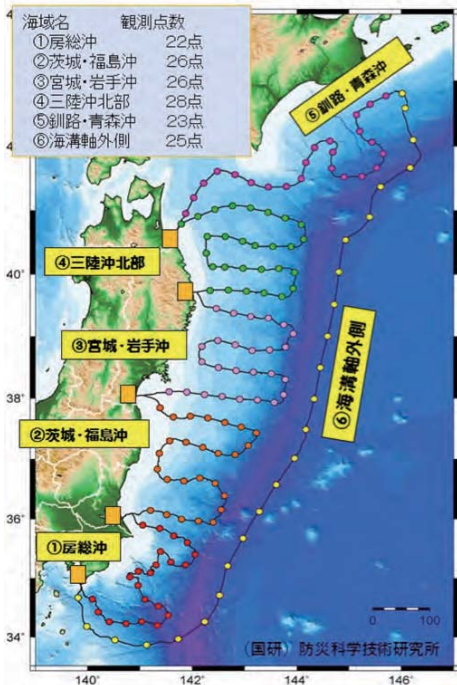 海域名 観測点数
①房総沖 22点
②茨城・福島沖 26点
③宮城・岩手沖 26点
④三陸沖北部 28点
⑤釧路・青森沖 23点
⑥海溝軸外側 25点
⑤釧路・青森沖
④三陸沖北部
40
③宮城・岩手沖
⑥海溝軸外側
38
②茨城・福島沖
36
①房総沖
0 100
34
(国研)防災科学技術研究所
140° 142° 144° 146°